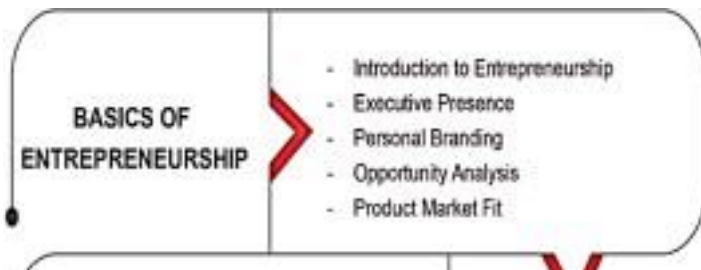 BASICS OF
ENTREPRENEURSHIP
- Introduction to Entrepreneurship
- Executive Presence
- Personal Branding
- Opportunity Analysis
- Product Market Fit